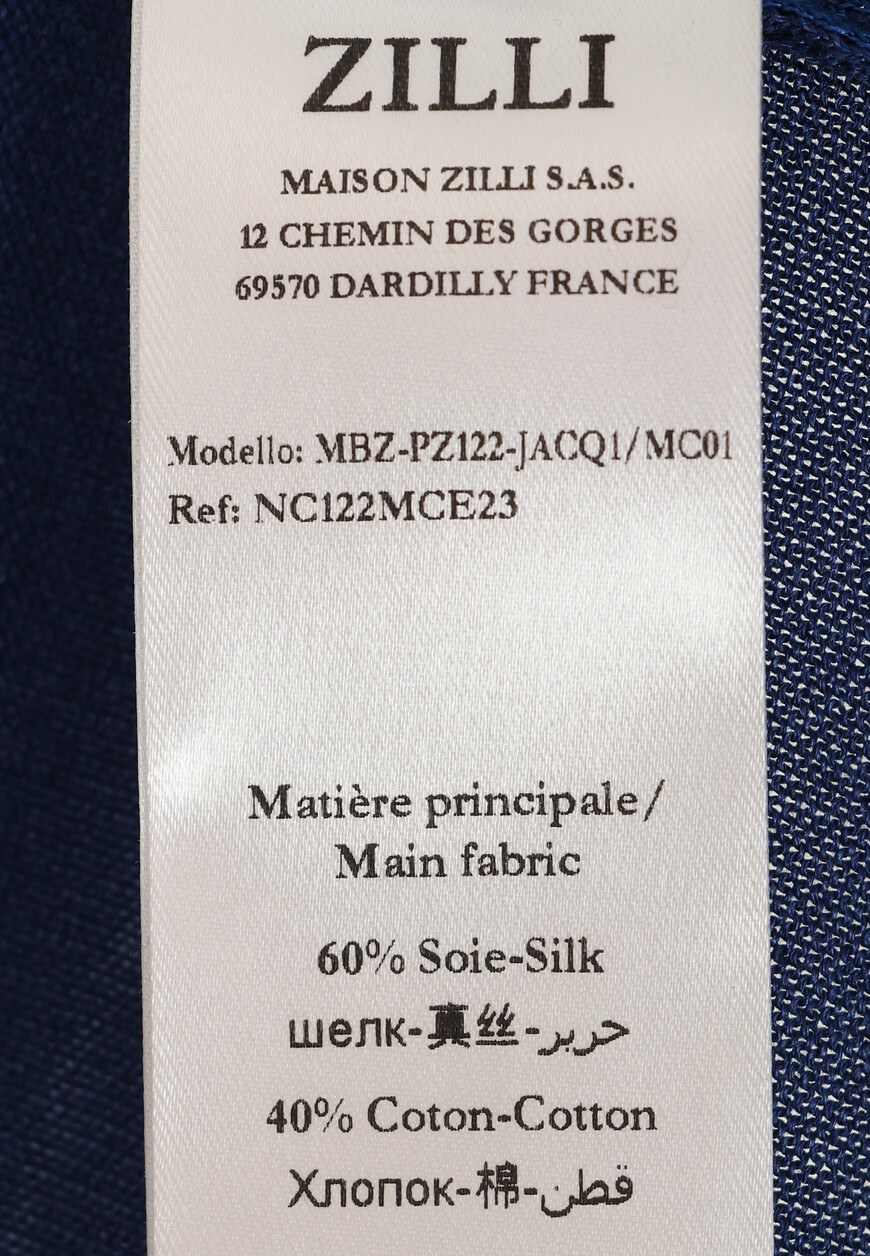 ZILLI
MAISON ZILLI S.A.S.
12 CHEMIN DES GORGES
69570 DARDILLY FRANCE
Modello: MBZ-PZ122-JACQ1/MC01
Ref: NC122MCE23
Matière principale/
Main fabric
60% Soie-Silk
шелк-真丝-حرير
40% Coton-Cotton
Хлопок-棉-قطن